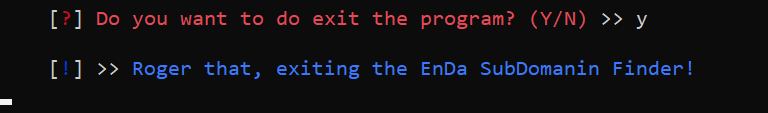 [?] Do you want to do exit the program? (Y/N) >> y
[!] >> Roger that, exiting the EnDa SubDomanin Finder!